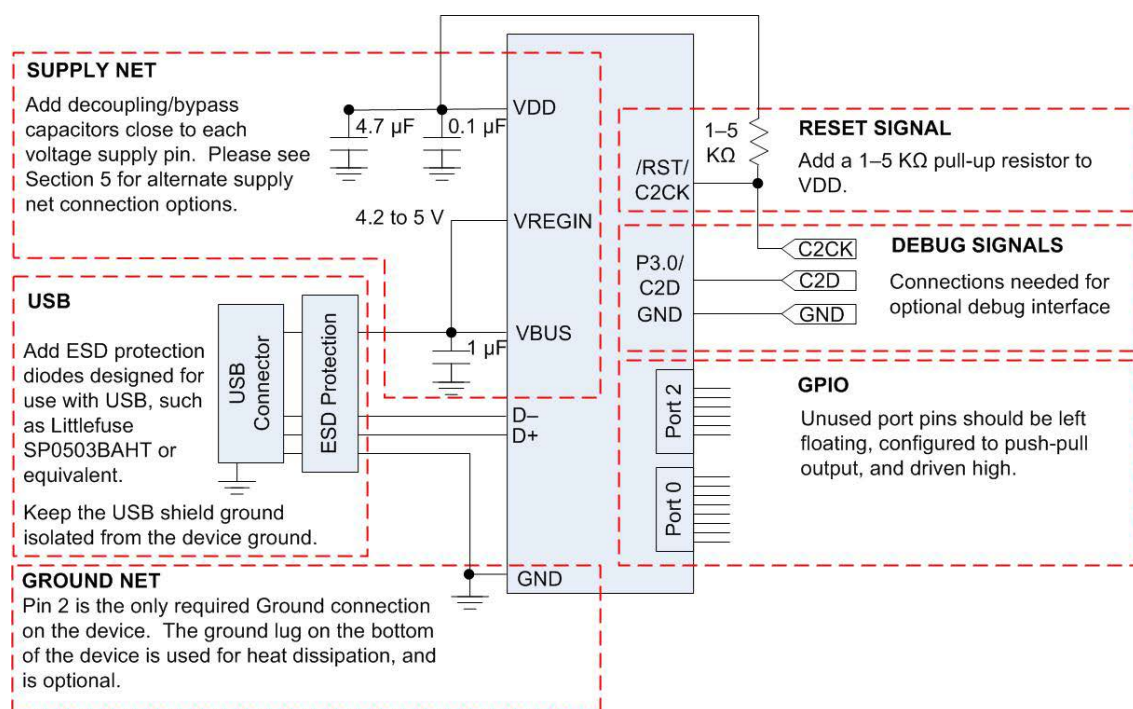 SUPPLY NET
Add decoupling/bypass
capacitors close to each
voltage supply pin. Please see
Section 5 for alternate supply
net connection options.
4.7 µF
0.1 µF
VDD
4.2 to 5 V
VREGIN
USB
Add ESD protection
diodes designed for
use with USB, such
as Littlefuse
SP0503BAHT or
equivalent.
Keep the USB shield ground
isolated from the device ground.
USB
Connector
ESD Protection
VBUS
1 µF
D–
D+
GROUND NET
Pin 2 is the only required Ground connection
on the device. The ground lug on the bottom
of the device is used for heat dissipation, and
is optional.
GND
/RST/
C2CK
1–5
KΩ
RESET SIGNAL
Add a 1–5 KΩ pull-up resistor to
VDD.
P3.0/
C2D
GND
C2CK
C2D
GND
DEBUG SIGNALS
Connections needed for
optional debug interface
Port 2
Port 0
GPIO
Unused port pins should be left
floating, configured to push-pull
output, and driven high.